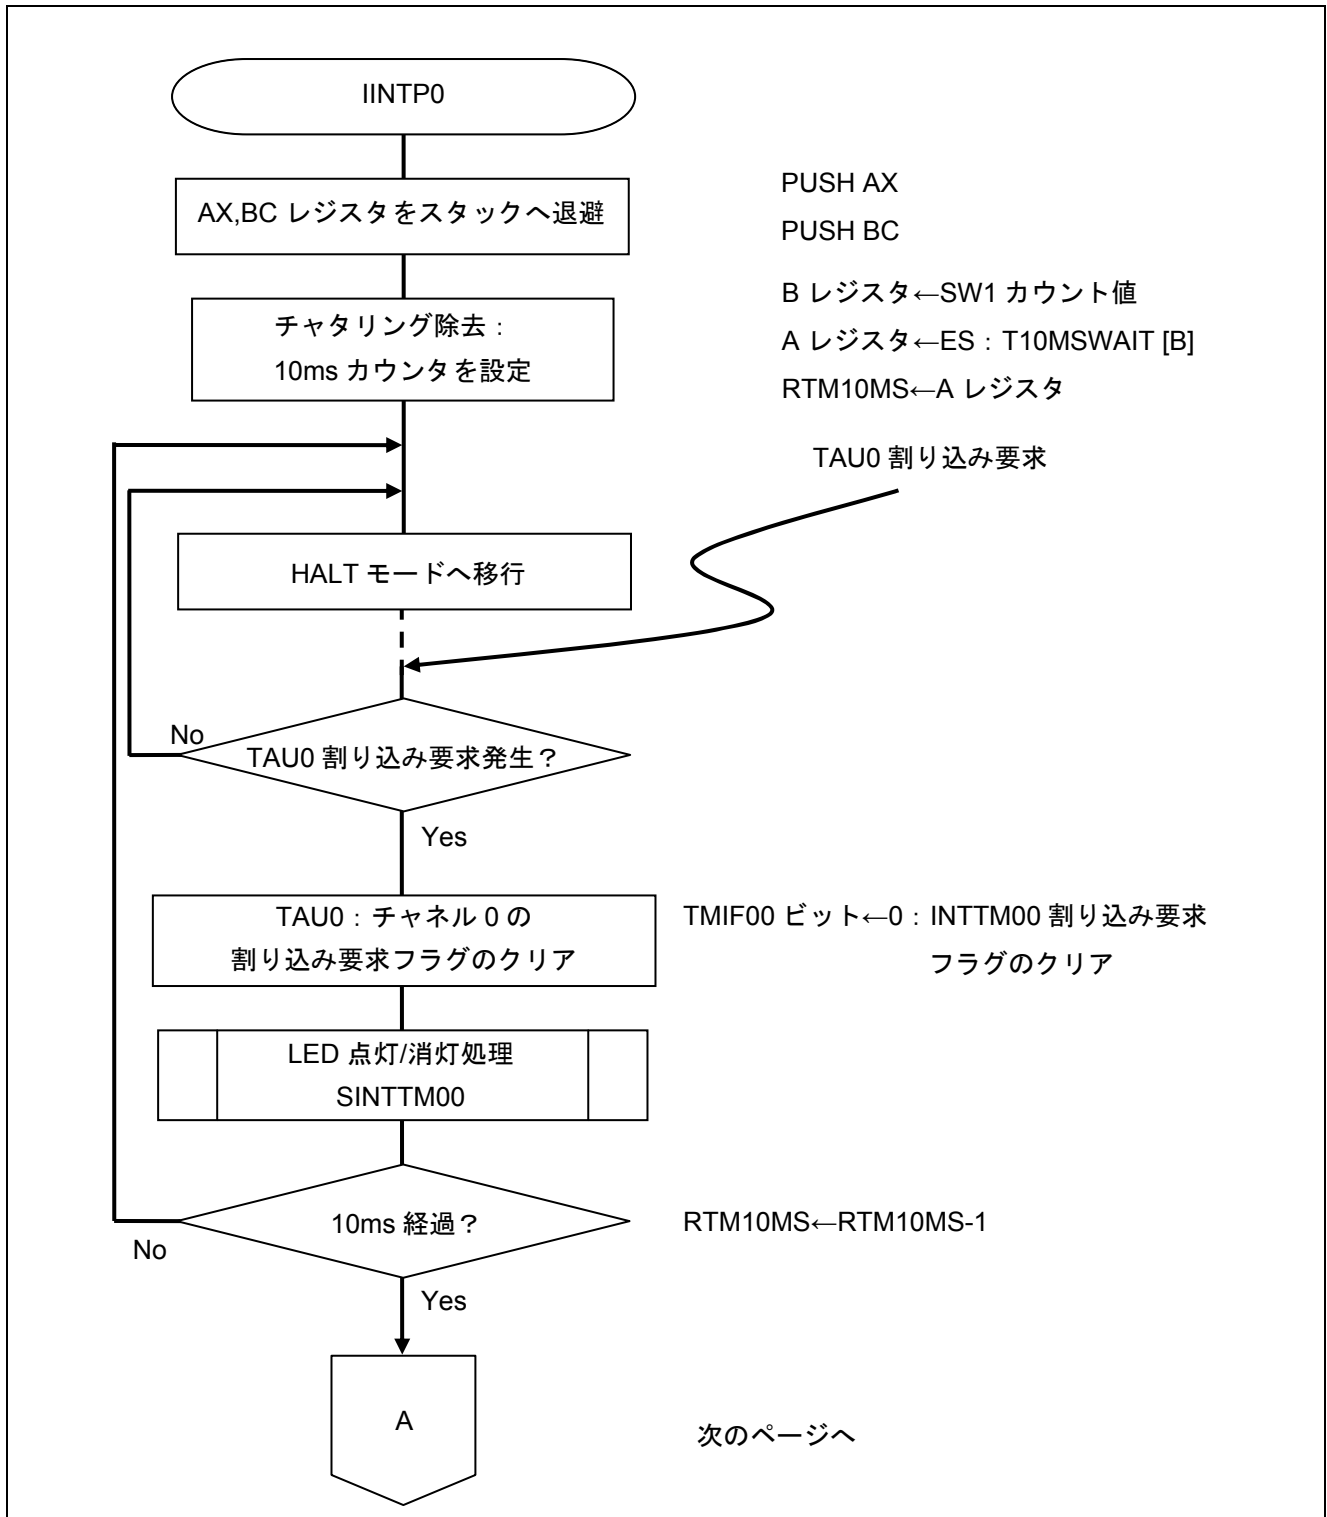 IINTP0
AX,BC レジスタをスタックへ退避
PUSH AX
PUSH BC
チャタリング除去：
10ms カウンタを設定
B レジスタ←SW1 カウント値
A レジスタ←ES：T10MSWAIT [B]
RTM10MS←A レジスタ
TAU0 割り込み要求
HALT モードへ移行
No
TAU0 割り込み要求発生？
Yes
TAU0：チャネル 0 の
割り込み要求フラグのクリア
TMIF00 ビット←0：INTTM00 割り込み要求
フラグのクリア
LED 点灯/消灯処理
SINTTM00
10ms 経過？
RTM10MS←RTM10MS-1
No
Yes
A
次のページへ